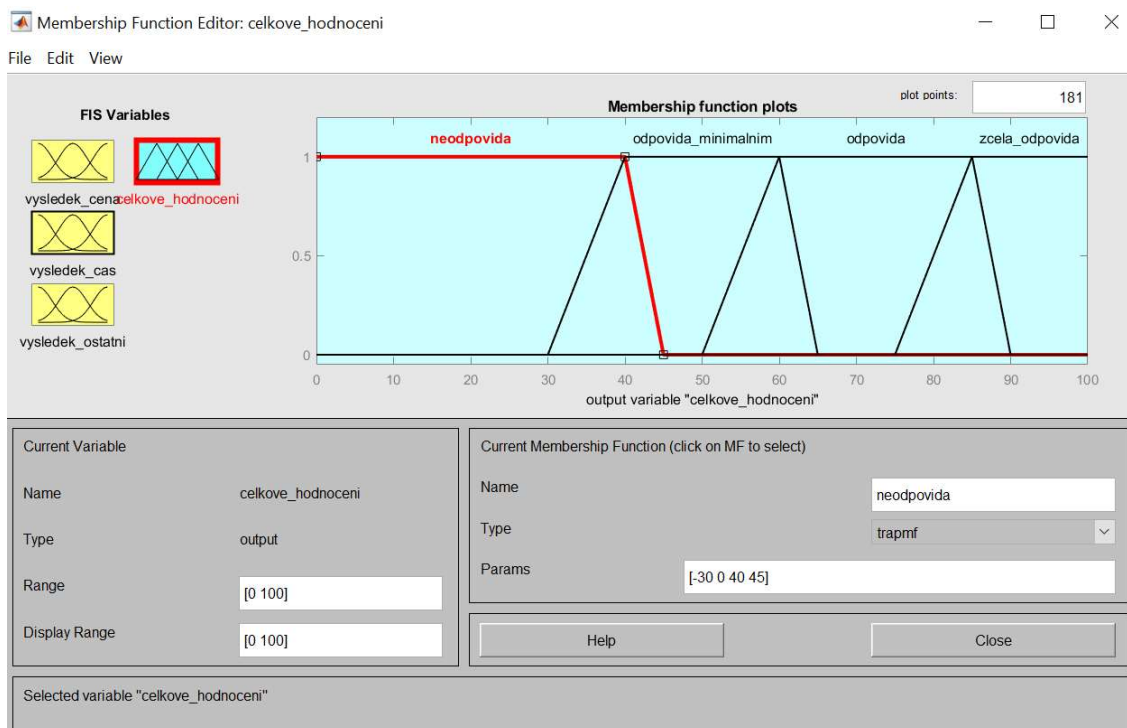 Membership Function Editor: celkove_hodnoceni
File Edit View
FIS Variables
vysledek_cena
celkove_hodnoceni
vysledek_cas
vysledek_ostatni
plot points: 181
Membership function plots
neodpovida odpovida_minimalnim odpovida zcela_odpovida
1
0.5
0
0 10 20 30 40 50 60 70 80 90 100
output variable "celkove_hodnoceni"
Current Variable
Name celkove_hodnoceni
Type output
Range [0 100]
Display Range [0 100]
Current Membership Function (click on MF to select)
Name neodpovida
Type trapmf
Params [-30 0 40 45]
Help Close
Selected variable "celkove_hodnoceni"